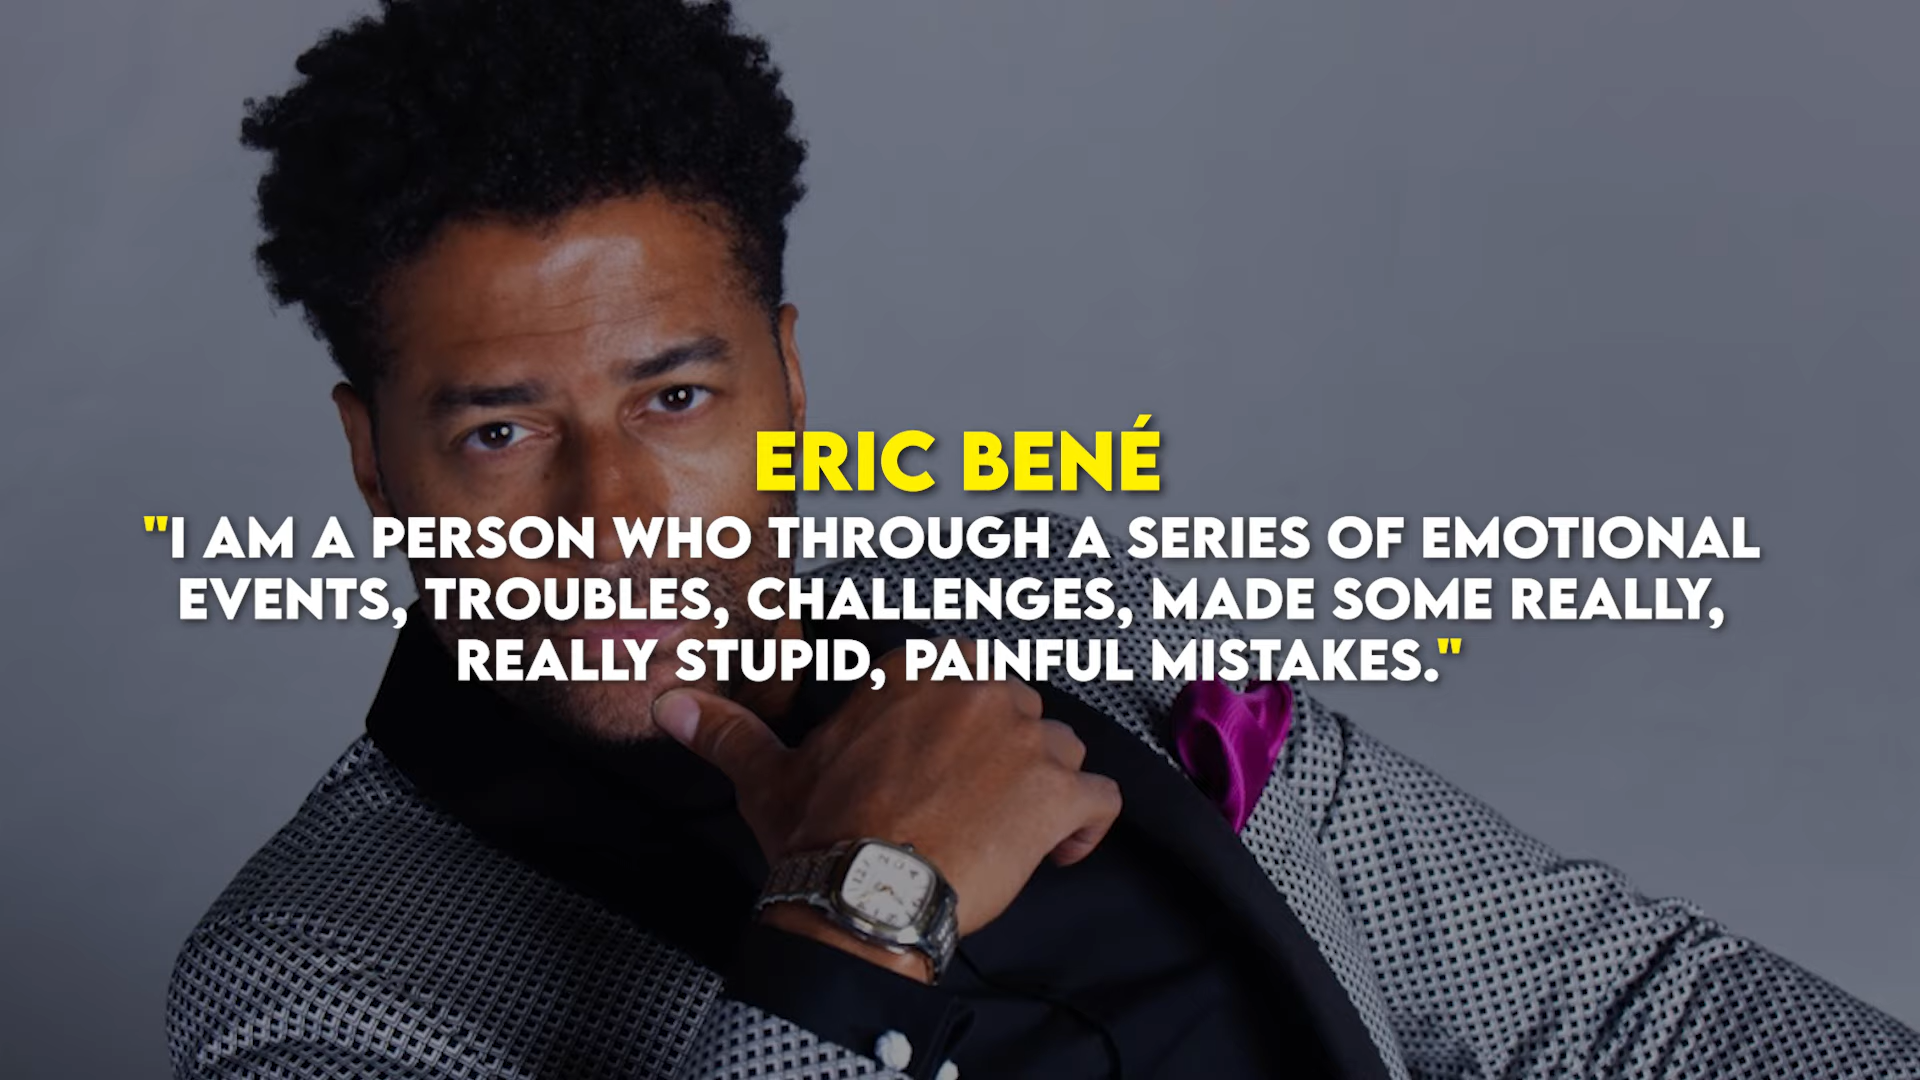 ERIC BENÉ
"I AM A PERSON WHO THROUGH A SERIES OF EMOTIONAL
EVENTS, TROUBLES, CHALLENGES, MADE SOME REALLY,
REALLY STUPID, PAINFUL MISTAKES."